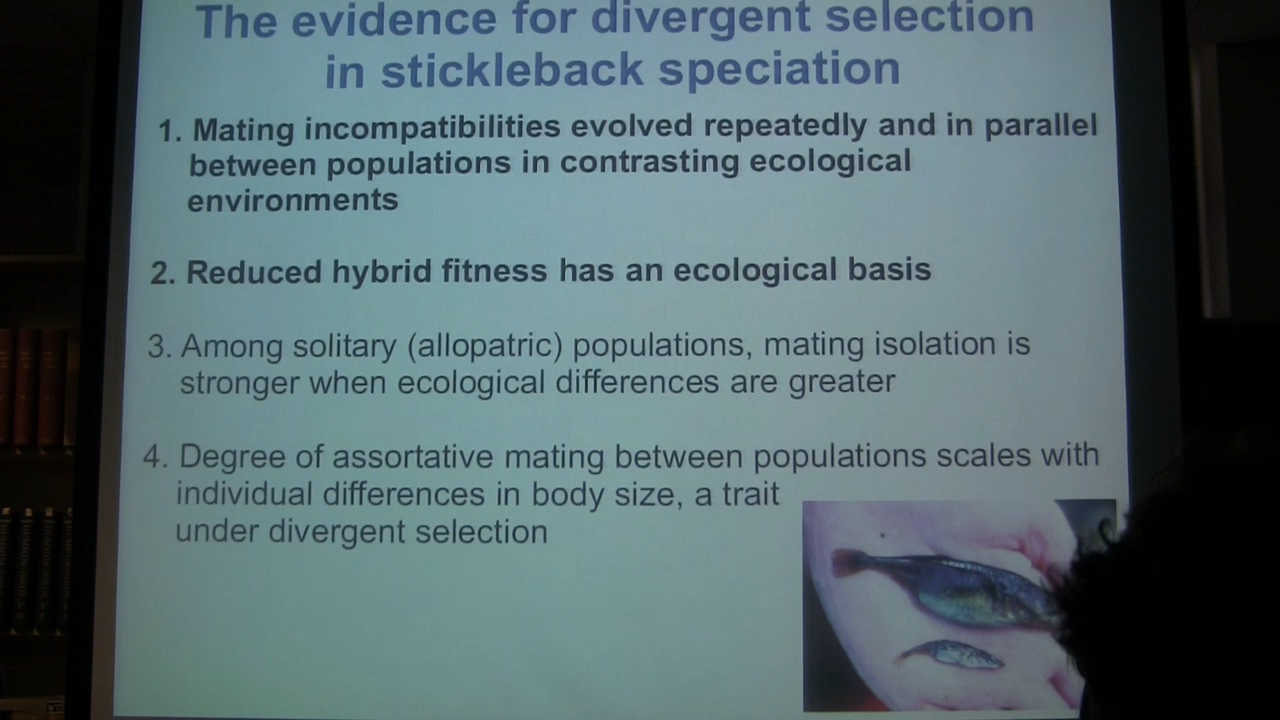 The evidence for divergent selection
in stickleback speciation
1. Mating incompatibilities evolved repeatedly and in parallel
between populations in contrasting ecological
environments
2. Reduced hybrid fitness has an ecological basis
3. Among solitary (allopatric) populations, mating isolation is
stronger when ecological differences are greater
4. Degree of assortative mating between populations scales with
individual differences in body size, a trait
under divergent selection